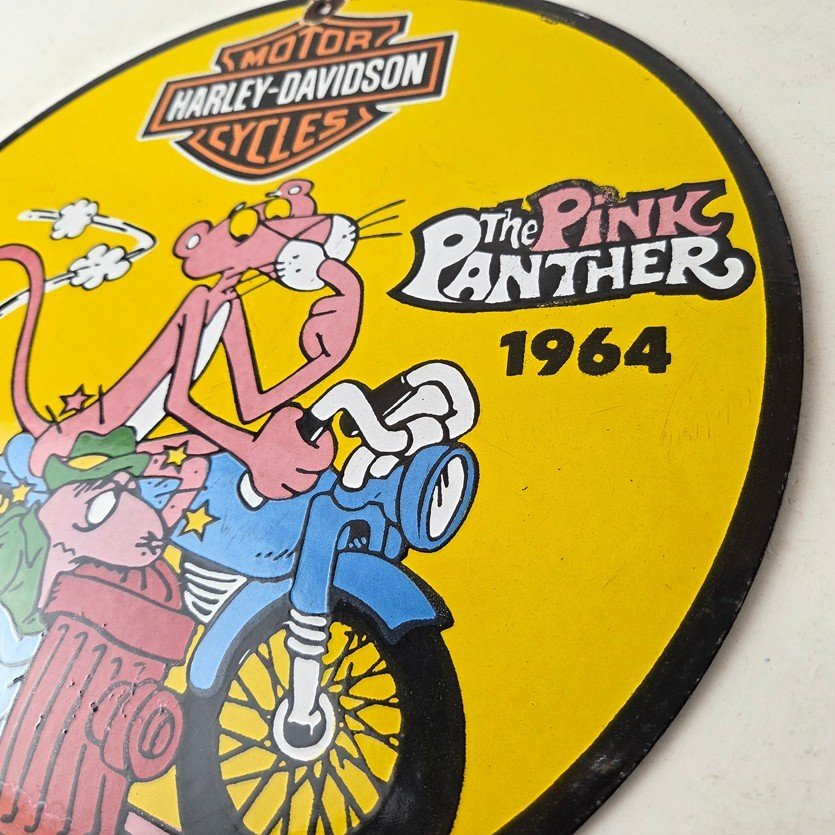 MOTOR
HARLEY-DAVIDSON
CYCLES
The PiNK
PANTHER
1964